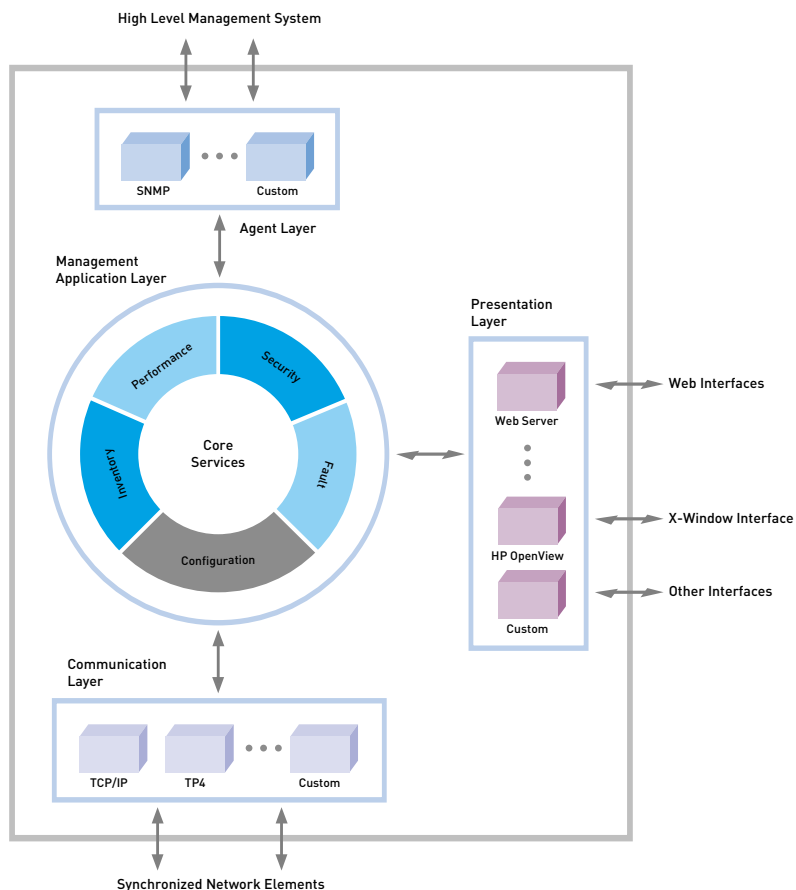 High Level Management System
SNMP
Custom
Agent Layer
Management
Application Layer
Performance
Security
Inventory
Core
Services
Fault
Configuration
Presentation
Layer
Web Server
Web Interfaces
HP OpenView
X-Window Interface
Custom
Other Interfaces
Communication
Layer
TCP/IP
TP4
Custom
Synchronized Network Elements